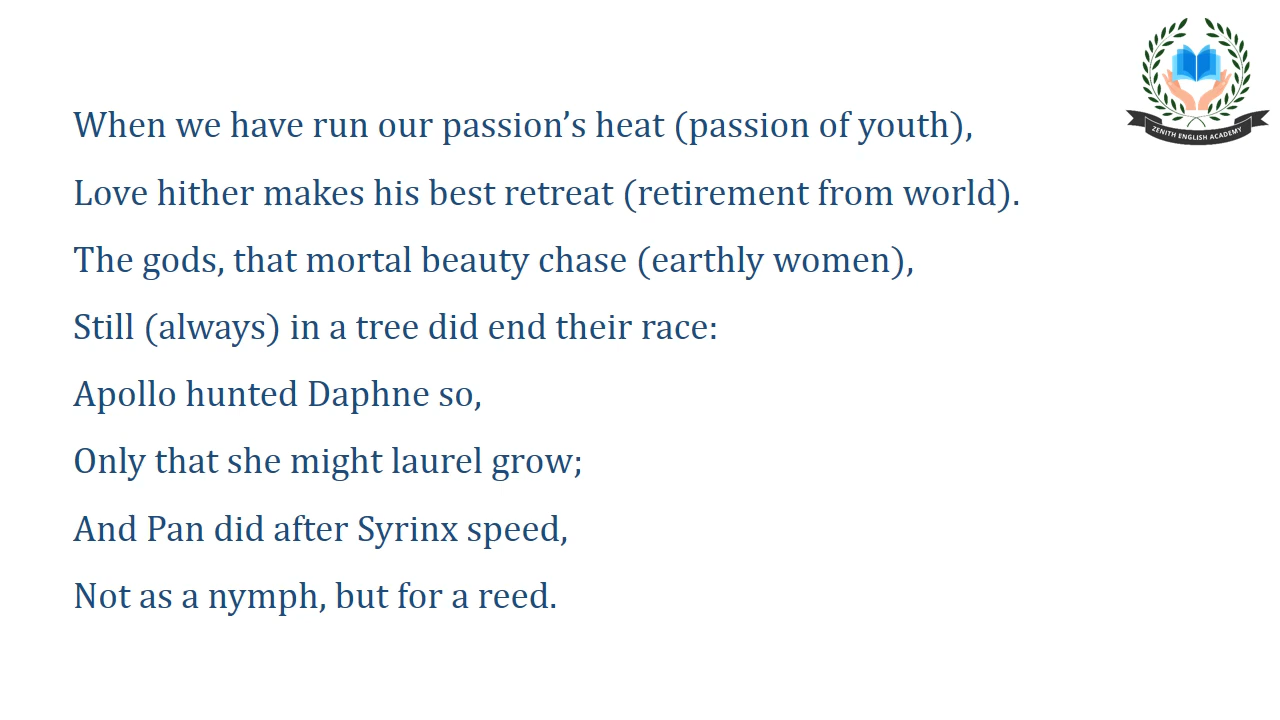 When we have run our passion’s heat (passion of youth),
Love hither makes his best retreat (retirement from world).
The gods, that mortal beauty chase (earthly women),
Still (always) in a tree did end their race:
Apollo hunted Daphne so,
Only that she might laurel grow;
And Pan did after Syrinx speed,
Not as a nymph, but for a reed.
ZENITH ENGLISH ACADEMY